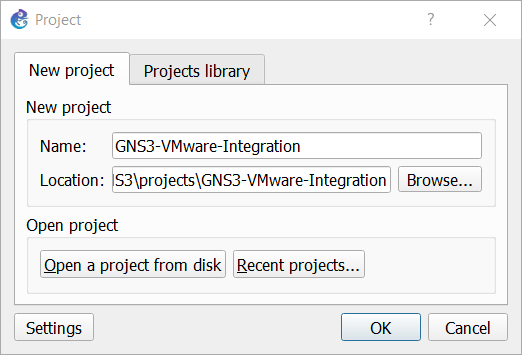 Project
New project Projects library
New project
Name: GNS3-VMware-Integration
Location: NS3\projects\GNS3-VMware-Integration Browse...
Open project
Open a project from disk Recent projects...
Settings OK Cancel